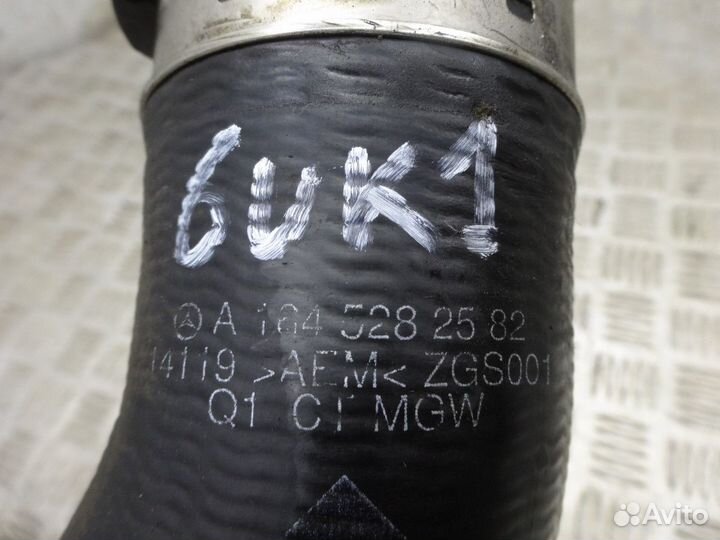 6UK1
A 164 528 25 82
14119 >AEM< ZGS001
Q1 CT MGW
Avito